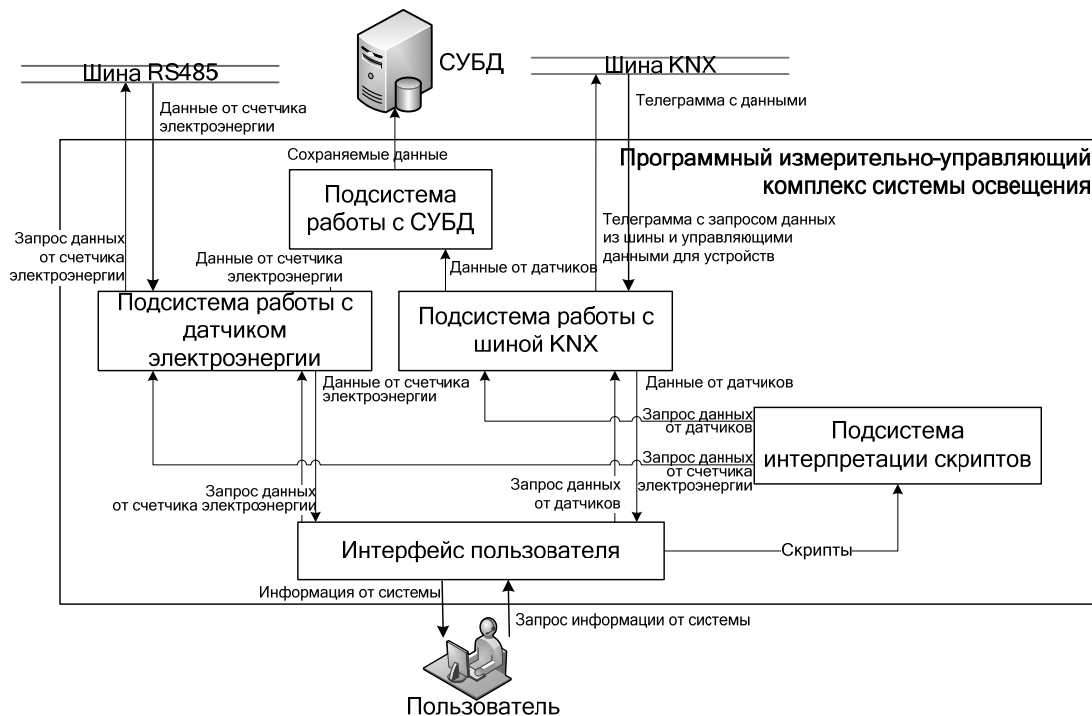 СУБД
Шина RS485
Шина KNX
Данные от счетчика
электроэнергии
Телеграмма с данными
Сохраняемые данные
Программный измерительно-управляющий
комплекс системы освещения
Подсистема
работы с СУБД
Запрос данных
от счетчика
электроэнергии
Данные от счетчика
электроэнергии
Данные от датчиков
Телеграмма с запросом данных
из шины и управляющими
данными для устройств
Подсистема работы с
датчиком
электроэнергии
Подсистема работы с
шиной KNX
Данные от счетчика
электроэнергии
Данные от датчиков
Запрос данных
от датчиков
Подсистема
интерпретации скриптов
Запрос данных
от счетчика
электроэнергии
Запрос данных
от счетчика электроэнергии
Запрос данных
от датчиков
Интерфейс пользователя
Скрипты
Информация от системы
Запрос информации от системы
Пользователь